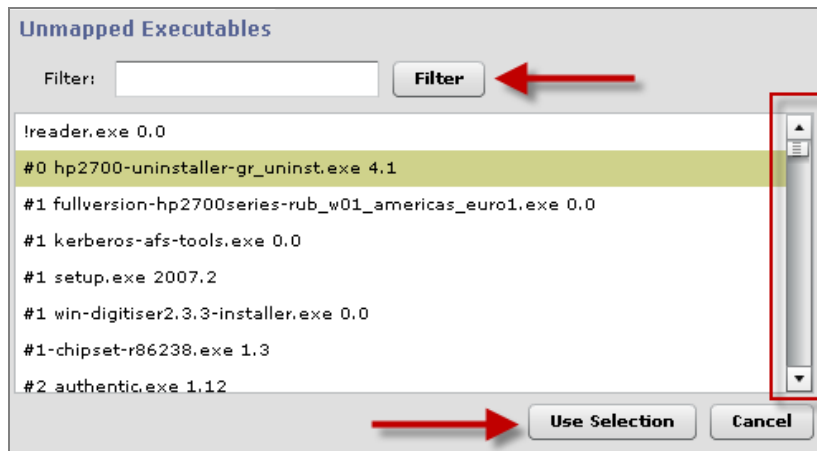 Unmapped Executables
Filter: Filter
!reader.exe 0.0
#0 hp2700-uninstaller-gr_uninst.exe 4.1
#1 fullversion-hp2700series-rub_w01_americas_euro1.exe 0.0
#1 kerberos-afs-tools.exe 0.0
#1 setup.exe 2007.2
#1 win-digitiser2.3.3-installer.exe 0.0
#1-chipset-r86238.exe 1.3
#2 authentic.exe 1.12
Use Selection Cancel